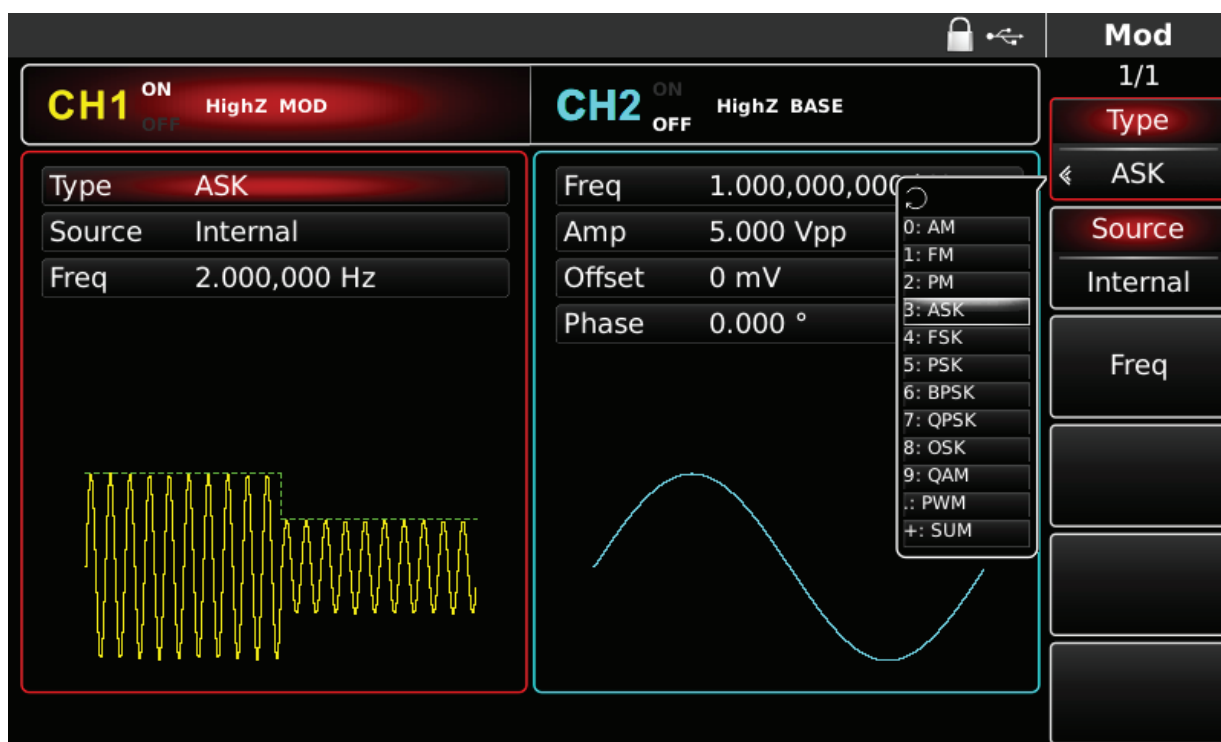 Mod
1/1
CH1 ON OFF HighZ MOD
CH2 ON OFF HighZ BASE
Type ASK
Source Internal
Freq 2.000,000 Hz
Freq 1.000,000,000
Amp 5.000 Vpp
Offset 0 mV
Phase 0.000 °
0: AM
1: FM
2: PM
3: ASK
4: FSK
5: PSK
6: BPSK
7: QPSK
8: OSK
9: QAM
.: PWM
+: SUM
Type
ASK
Source
Internal
Freq